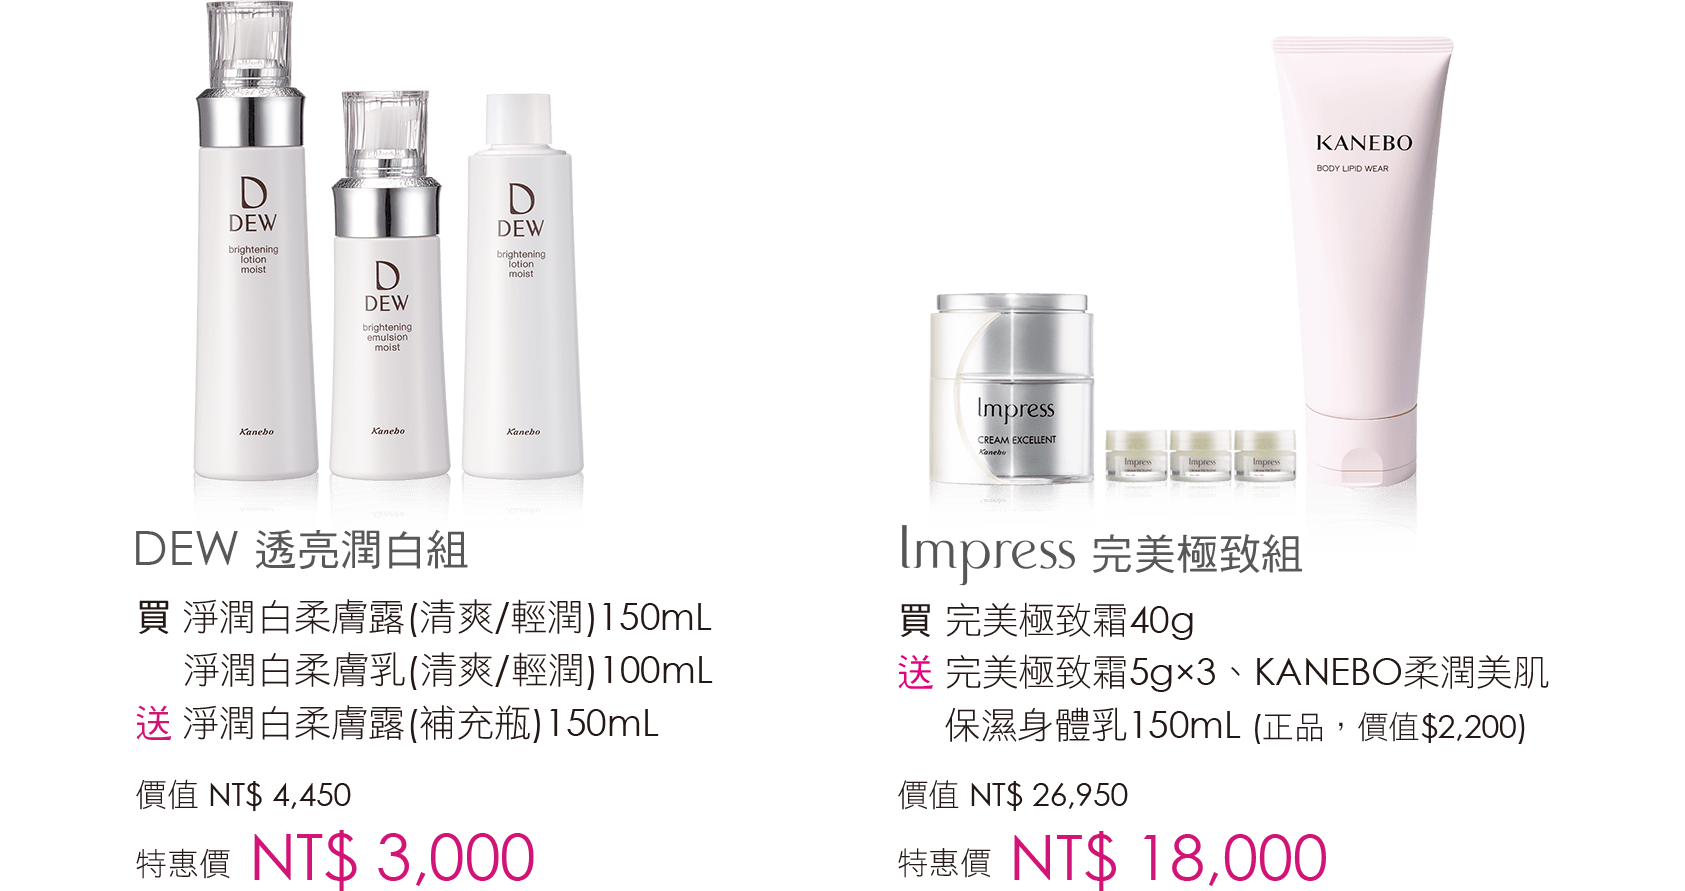 D
DEW
brightening
lotion
moist
Kanebo
D
DEW
brightening
emulsion
moist
Kanebo
D
DEW
brightening
lotion
moist
Kanebo
DEW 透亮潤白組
買 淨潤白柔膚露(清爽/輕潤)150mL
淨潤白柔膚乳(清爽/輕潤)100mL
送 淨潤白柔膚露(補充瓶)150mL
價值 NT$ 4,450
特惠價 NT$ 3,000
Impress
CREAM EXCELLENT
Kanebo
Impress
Impress
Impress
KANEBO
BODY LIPID WEAR
Impress 完美極致組
買 完美極致霜40g
送 完美極致霜5g×3、KANEBO柔潤美肌
保濕身體乳150mL (正品，價值$2,200)
價值 NT$ 26,950
特惠價 NT$ 18,000